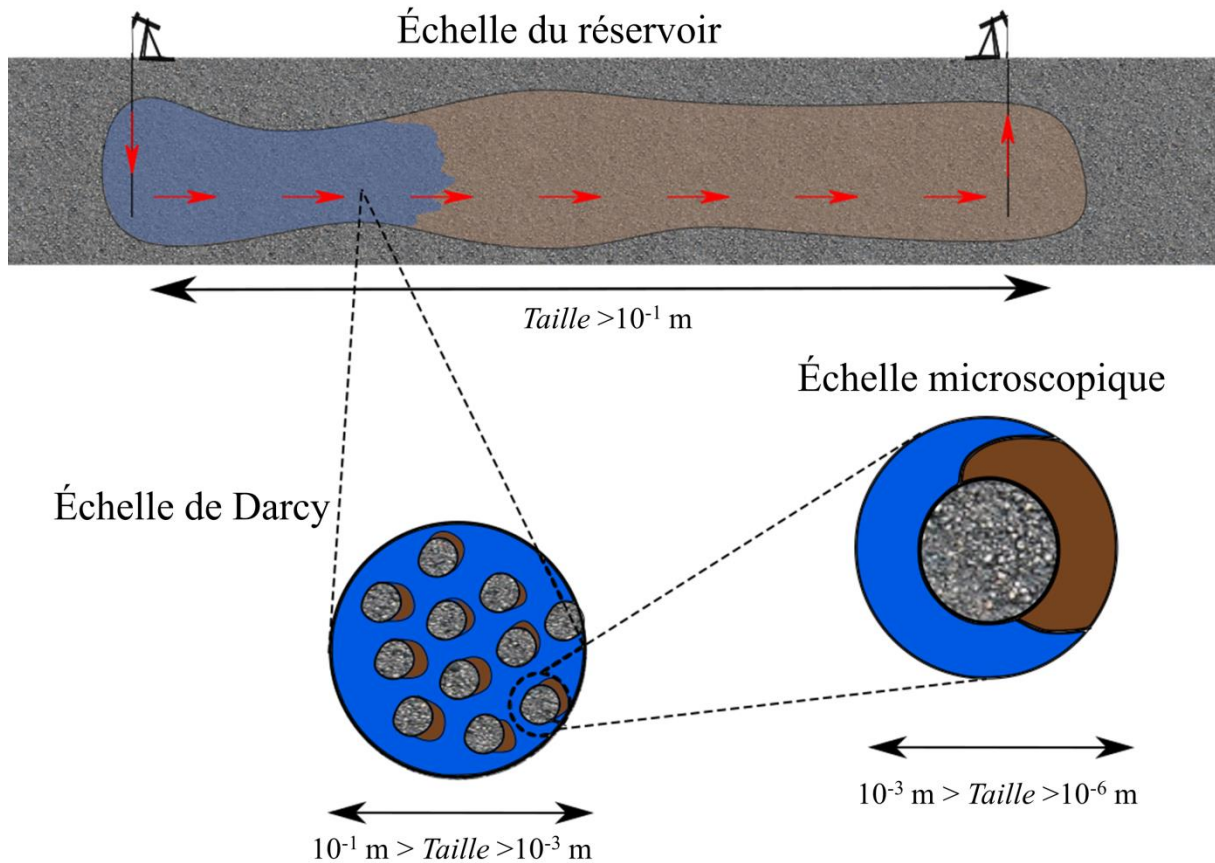 Échelle du réservoir
Taille >10⁻¹ m
Échelle microscopique
Échelle de Darcy
10⁻³ m > Taille >10⁻⁶ m
10⁻¹ m > Taille >10⁻³ m